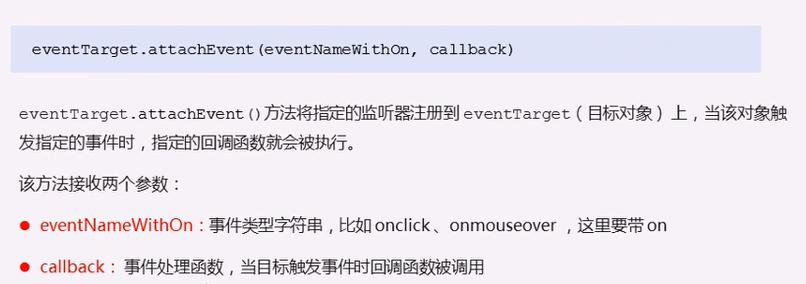 eventTarget.attachEvent(eventNameWithOn, callback)
eventTarget.attachEvent()方法将指定的监听器注册到 eventTarget（目标对象）上，当该对象触
发指定的事件时，指定的回调函数就会被执行。
该方法接收两个参数：
● eventNameWithOn：事件类型字符串，比如 onclick 、onmouseover ，这里要带 on
● callback： 事件处理函数，当目标触发事件时回调函数被调用